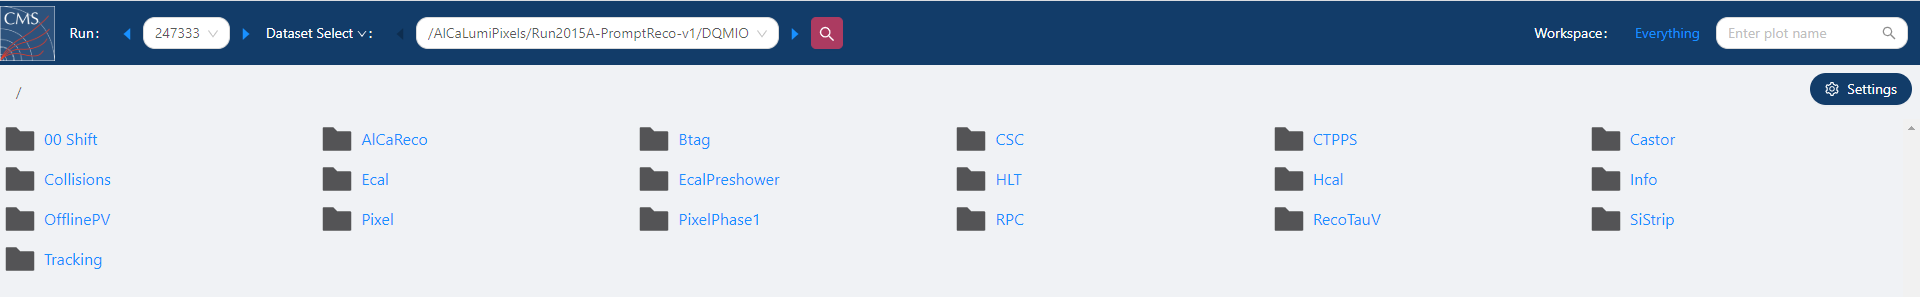 CMS Run: 247333 Dataset Select : /AlCaLumiPixels/Run2015A-PromptReco-v1/DQMIO Workspace: Everything Enter plot name
/ Settings
00 Shift AlCaReco Btag CSC CTPPS Castor
Collisions Ecal EcalPreshower HLT Hcal Info
OfflinePV Pixel PixelPhase1 RPC RecoTauV SiStrip
Tracking